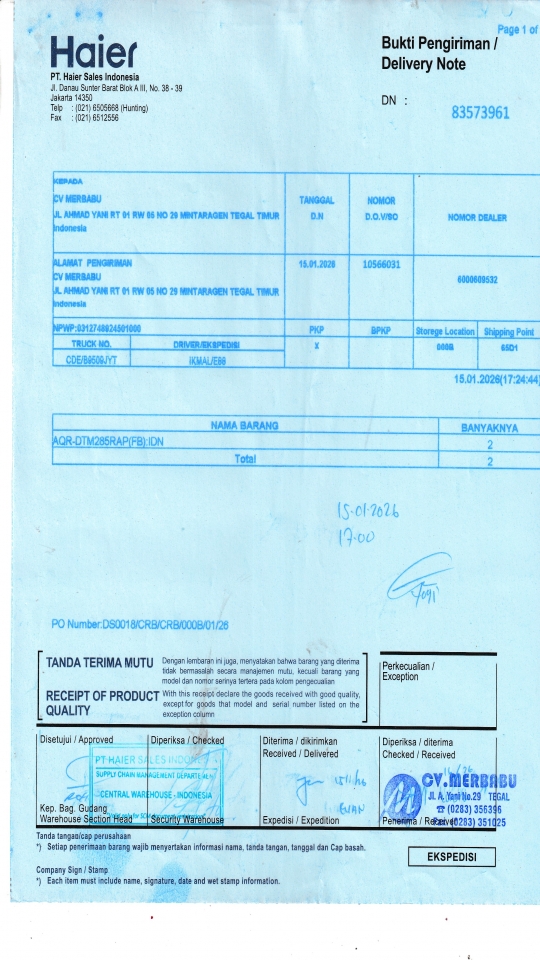 Page 1 of
Haier
Bukti Pengiriman /
Delivery Note
PT. Haier Sales Indonesia
Jl. Danau Sunter Barat Blok A III, No. 38 - 39
Jakarta 14350
Telp : (021) 6505668 (Hunting)
Fax : (021) 6512556
DN :
83573961
KEPADA
CV MERBABU
JL AHMAD YANI RT 01 RW 05 NO 29 MINTARAGEN TEGAL TIMUR
Indonesia
TANGGAL
D.N
NOMOR
D.O.V/SO
NOMOR DEALER
ALAMAT PENGIRIMAN
CV MERBABU
JL AHMAD YANI RT 01 RW 05 NO 29 MINTARAGEN TEGAL TIMUR
Indonesia
15.01.2026
10566031
6000609532
PKP
BPKP
Storege Location
Shipping Point
TRUCK NO.
DRIVER/EKSPEDISI
X
000B
65D1
15.01.2026(17:24:44)
NAMA BARANG
BANYAKNYA
AQR-DTM285RAP(FB):IDN
2
Total
2
15.01.2026
17.00
PO Number:DS0018/CRB/CRB/000B/01/26
TANDA TERIMA MUTU
Dengan lembaran ini juga, menyatakan bahwa barang yang diterima
tidak bermasalah secara manajemen mutu, kecuali barang yang
model dan nomor serinya tertera pada kolom pengecualian
RECEIPT OF PRODUCT
QUALITY
With this receipt declare the goods received with good quality,
except for goods that model and serial number listed on the
exception column
Perkecualian /
Exception
Disetujui / Approved
Diperiksa / Checked
Diterima / dikirimkan
Received / Delivered
Diperiksa / diterima
Checked / Received
PT HAIER SALES INDONESIA
SUPPLY CHAIN MANAGEMENT DEPARTEMEN
CENTRAL WAREHOUSE - INDONESIA
CV.MERBABU
Jl. A. Yani No.29 TEGAL
☎ (0283) 356396
Fax. (0283) 351025
Kep. Bag. Gudang
Warehouse Section Head
Security Warehouse
Expedisi / Expedition
Penerima / Receiver
Tanda tangan/cap perusahaan
*) Setiap penerimaan barang wajib menyertakan informasi nama, tanda tangan, tanggal dan Cap basah.
EKSPEDISI
Company Sign / Stamp
*) Each item must include name, signature, date and wet stamp information.